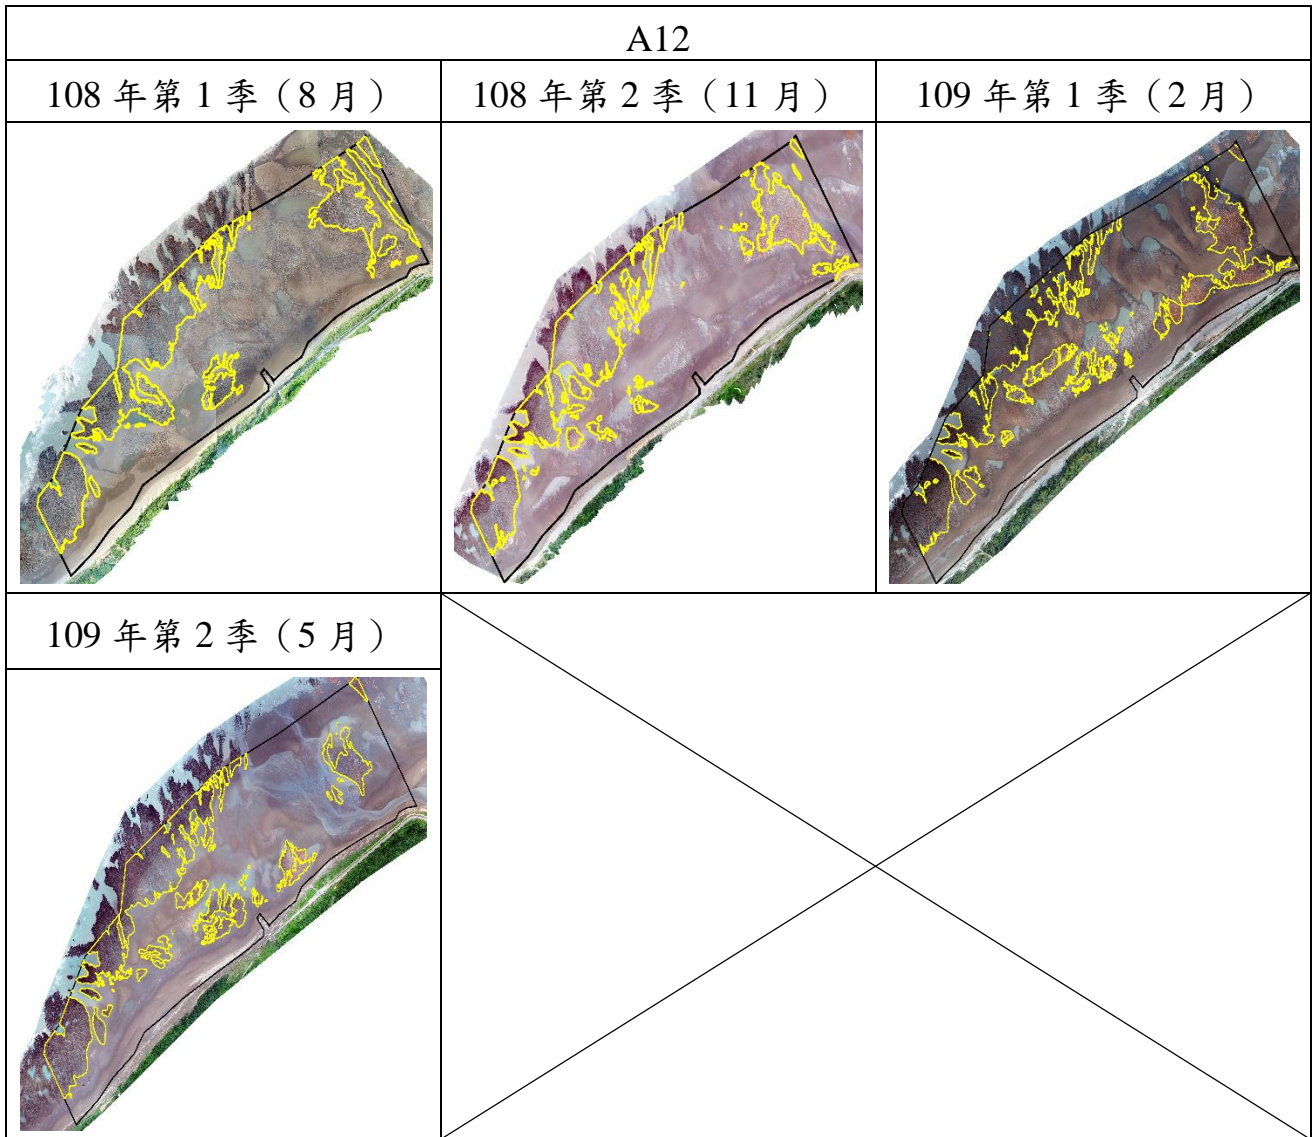 A12
108 年第 1 季（8 月）
108 年第 2 季（11 月）
109 年第 1 季（2 月）
109 年第 2 季（5 月）